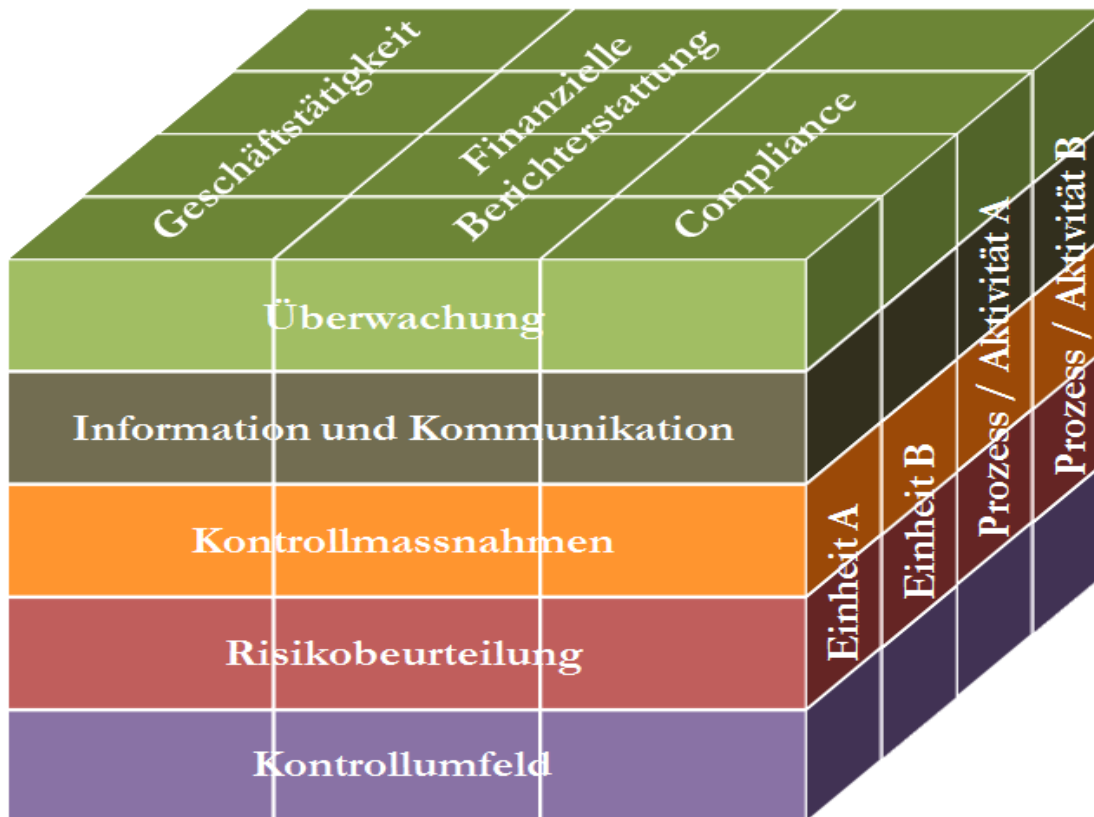 Geschäftstätigkeit
Finanzielle
Berichterstattung
Compliance
Überwachung
Information und Kommunikation
Kontrollmassnahmen
Risikobeurteilung
Kontrollumfeld
Einheit A
Einheit B
Prozess / Aktivität A
Prozess / Aktivität B